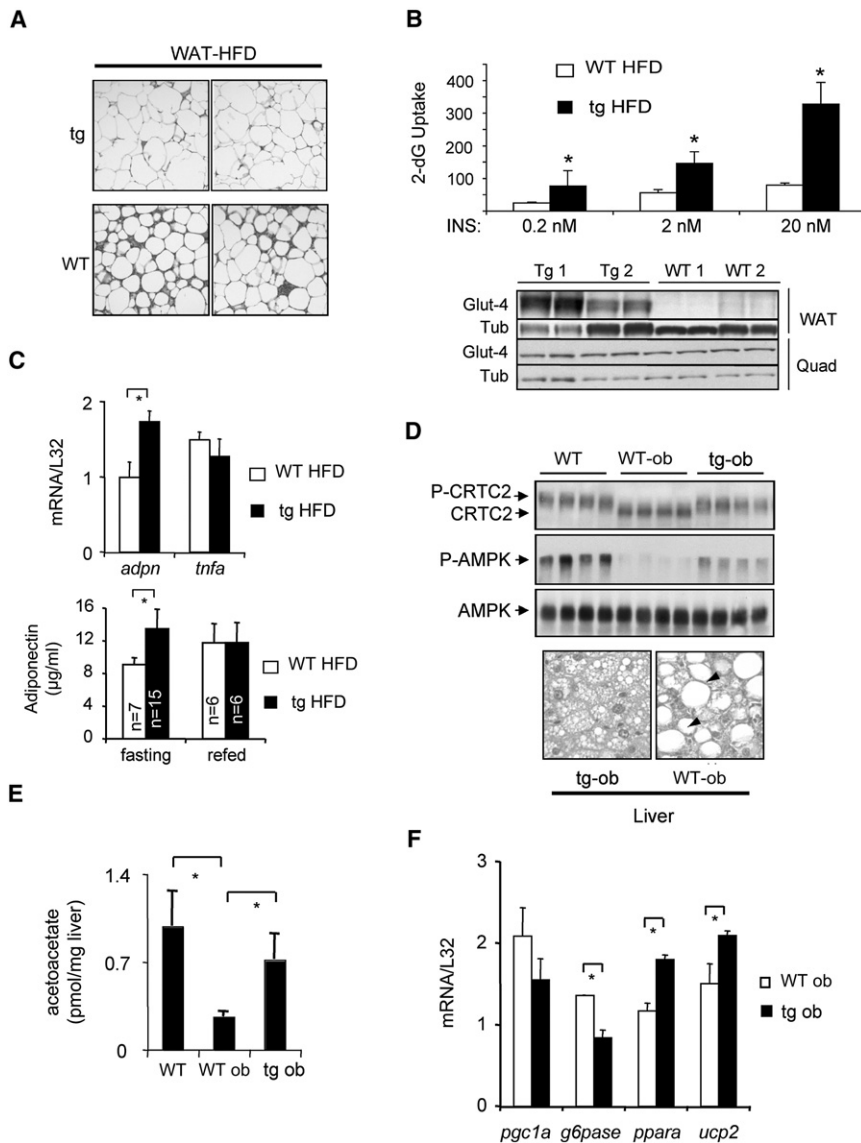 A
WAT-HFD
tg
WT
B
WT HFD
tg HFD
2-dG Uptake
400
300
200
100
*
*
*
INS: 0.2 nM 2 nM 20 nM
Tg 1 Tg 2 WT 1 WT 2
Glut-4
Tub
WAT
Glut-4
Tub
Quad
C
mRNA/L32
2
1
0
*
WT HFD
tg HFD
adpn tnfa
Adiponectin
(µg/ml)
16
12
8
4
0
*
n=7
n=15
n=6
n=6
WT HFD
tg HFD
fasting refed
D
WT WT-ob tg-ob
P-CRTC2
CRTC2
P-AMPK
AMPK
tg-ob WT-ob
Liver
E
acetoacetate
(pmol/mg liver)
1.4
0.7
0
*
*
WT WT ob tg ob
F
mRNA/L32
3
2
1
0
*
*
*
WT ob
tg ob
pgc1a g6pase ppara ucp2